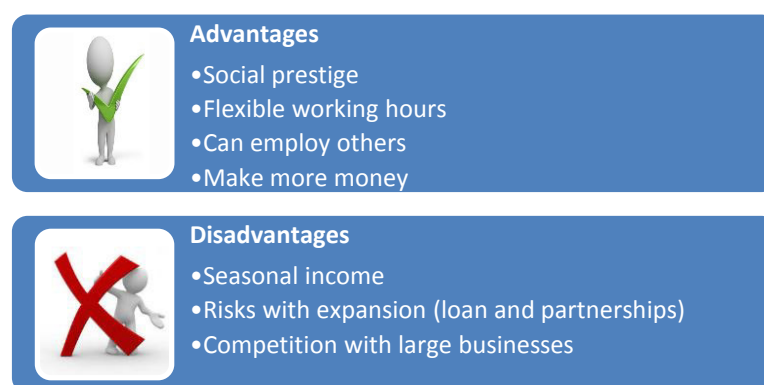 Advantages
•Social prestige
•Flexible working hours
•Can employ others
•Make more money
Disadvantages
•Seasonal income
•Risks with expansion (loan and partnerships)
•Competition with large businesses